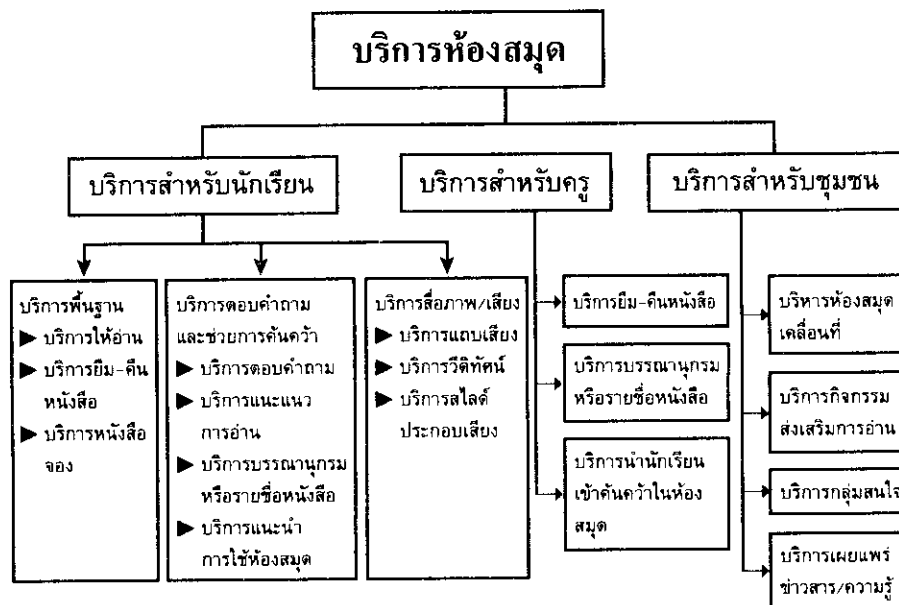 บริการห้องสมุด
บริการสำหรับนักเรียน
บริการสำหรับครู
บริการสำหรับชุมชน
บริการพื้นฐาน
▶ บริการให้อ่าน
▶ บริการยืม-คืน
หนังสือ
▶ บริการหนังสือ
จอง
บริการตอบคำถาม
และช่วยการค้นคว้า
▶ บริการตอบคำถาม
▶ บริการแนะแนว
การอ่าน
▶ บริการบรรณานุกรม
หรือรายชื่อหนังสือ
▶ บริการแนะนำ
การใช้ห้องสมุด
บริการสื่อภาพ/เสียง
▶ บริการแถบเสียง
▶ บริการวีดิทัศน์
▶ บริการสไลด์
ประกอบเสียง
บริการยืม-คืนหนังสือ
บริการบรรณานุกรม
หรือรายชื่อหนังสือ
บริการนำนักเรียน
เข้าค้นคว้าในห้อง
สมุด
บริหารห้องสมุด
เคลื่อนที่
บริการกิจกรรม
ส่งเสริมการอ่าน
บริการกลุ่มสนใจ
บริการเผยแพร่
ข่าวสาร/ความรู้